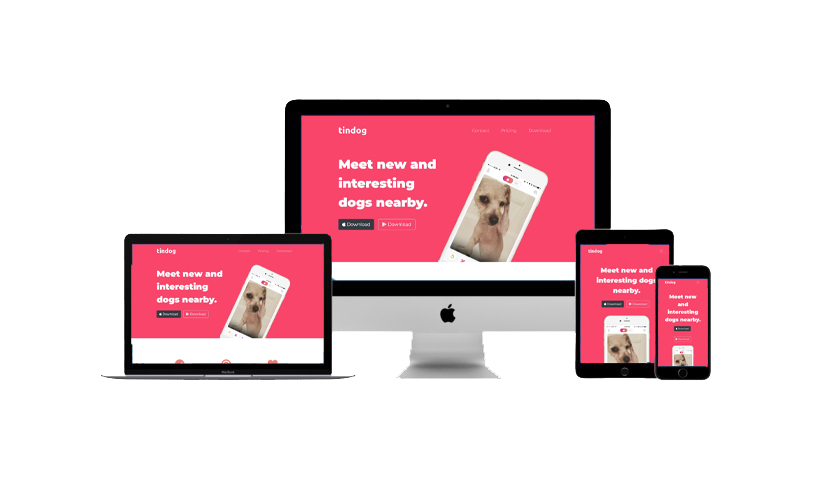 tindog
Contact Pricing Download
Meet new and
interesting
dogs nearby.
Download Download
tindog
Contact Pricing Download
Meet new and
interesting
dogs nearby.
Download Download
MacBook
tindog
Meet new and
interesting dogs
nearby.
Download Download
tindog
Meet new
and
interesting
dogs nearby.
Download
Download